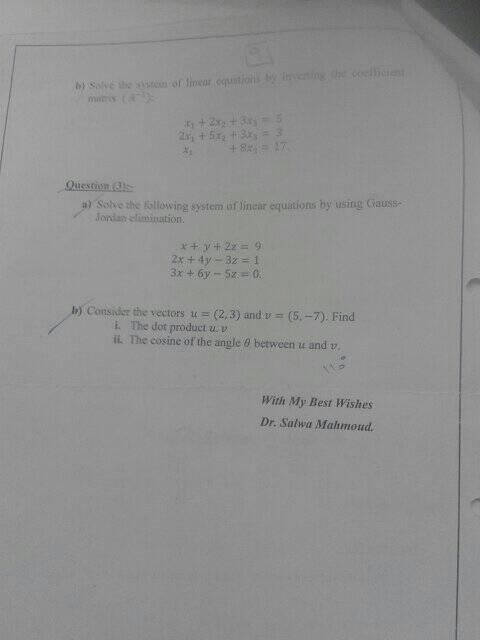 b) Solve the system of linear equations by inverting the coefficient
matrix (A⁻¹):
x₁ + 2x₂ + 3x₃ = 5
2x₁ + 5x₂ + 3x₃ = 3
x₁ + 8x₃ = 17.
Question (3):-
a) Solve the following system of linear equations by using Gauss-
Jordan elimination.
x + y + 2z = 9
2x + 4y − 3z = 1
3x + 6y − 5z = 0.
b) Consider the vectors u = (2,3) and v = (5,−7). Find
i. The dot product u. v
ii. The cosine of the angle θ between u and v.
With My Best Wishes
Dr. Salwa Mahmoud.